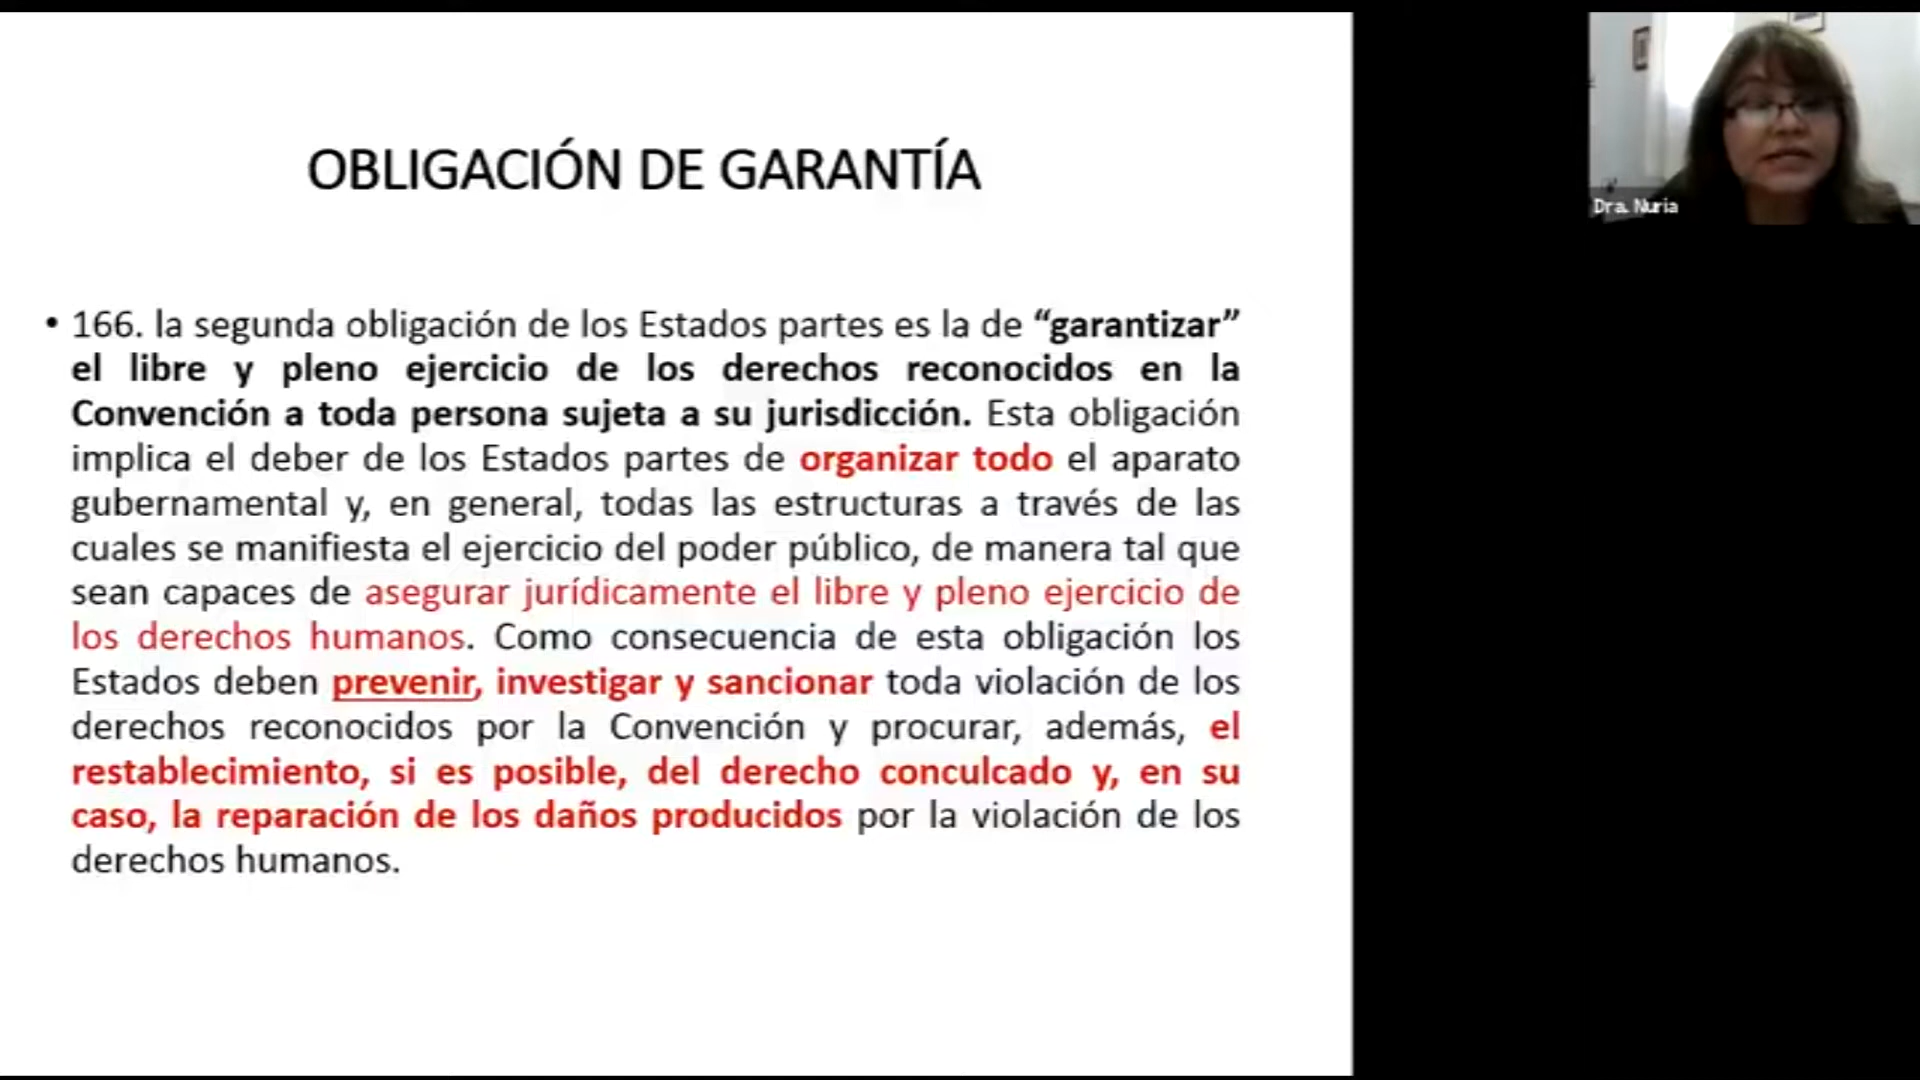 OBLIGACIÓN DE GARANTÍA
• 166. la segunda obligación de los Estados partes es la de “garantizar”
el libre y pleno ejercicio de los derechos reconocidos en la
Convención a toda persona sujeta a su jurisdicción. Esta obligación
implica el deber de los Estados partes de organizar todo el aparato
gubernamental y, en general, todas las estructuras a través de las
cuales se manifiesta el ejercicio del poder público, de manera tal que
sean capaces de asegurar jurídicamente el libre y pleno ejercicio de
los derechos humanos. Como consecuencia de esta obligación los
Estados deben prevenir, investigar y sancionar toda violación de los
derechos reconocidos por la Convención y procurar, además, el
restablecimiento, si es posible, del derecho conculcado y, en su
caso, la reparación de los daños producidos por la violación de los
derechos humanos.
Dra. Nuria